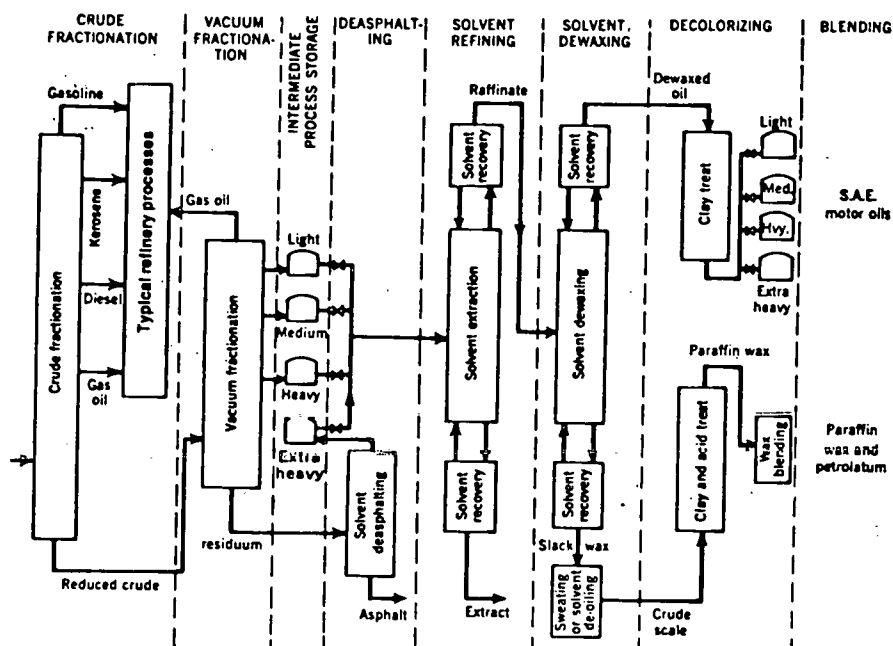 CRUDE
FRACTIONATION
VACUUM
FRACTIONA-
TION
INTERMEDIATE
PROCESS STORAGE
DEASPHALT-
ING
SOLVENT
REFINING
SOLVENT,
DEWAXING
DECOLORIZING
BLENDING
Gasoline
Kerosene
Diesel
Gas
oil
Crude fractionation
Typical refinery processes
Reduced crude
Gas oil
Vacuum fractionation
residuum
Light
Medium
Heavy
Extra
heavy
Solvent
deasphalting
Asphalt
Raffinate
Solvent
recovery
Solvent extraction
Solvent
recovery
Extract
Solvent
recovery
Solvent dewaxing
Solvent
recovery
Slack wax
Sweating
or solvent
de-oiling
Dewaxed
oil
Clay treat
Light
Med.
Hvy.
Extra
heavy
Paraffin wax
Clay and acid treat
Wax
blending
Crude
scale
S.A.E.
motor oils
Paraffin
wax and
petrolatum